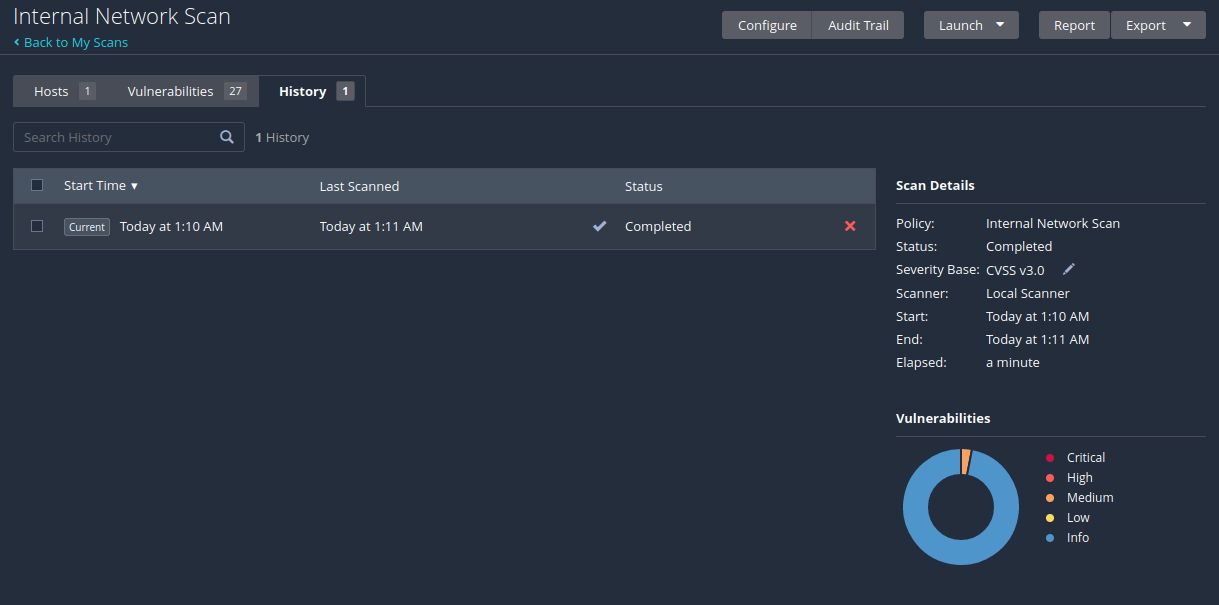 Internal Network Scan
Configure Audit Trail Launch Report Export
Back to My Scans
Hosts 1 Vulnerabilities 27 History 1
Search History 1 History
Start Time Last Scanned Status
Current Today at 1:10 AM Today at 1:11 AM Completed
Scan Details
Policy: Internal Network Scan
Status: Completed
Severity Base: CVSS v3.0
Scanner: Local Scanner
Start: Today at 1:10 AM
End: Today at 1:11 AM
Elapsed: a minute
Vulnerabilities
Critical
High
Medium
Low
Info